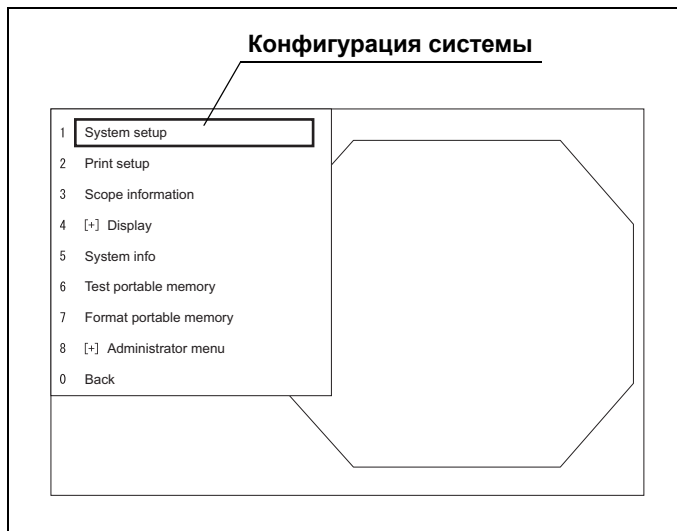 Конфигурация системы
1 System setup
2 Print setup
3 Scope information
4 [+] Display
5 System info
6 Test portable memory
7 Format portable memory
8 [+] Administrator menu
0 Back